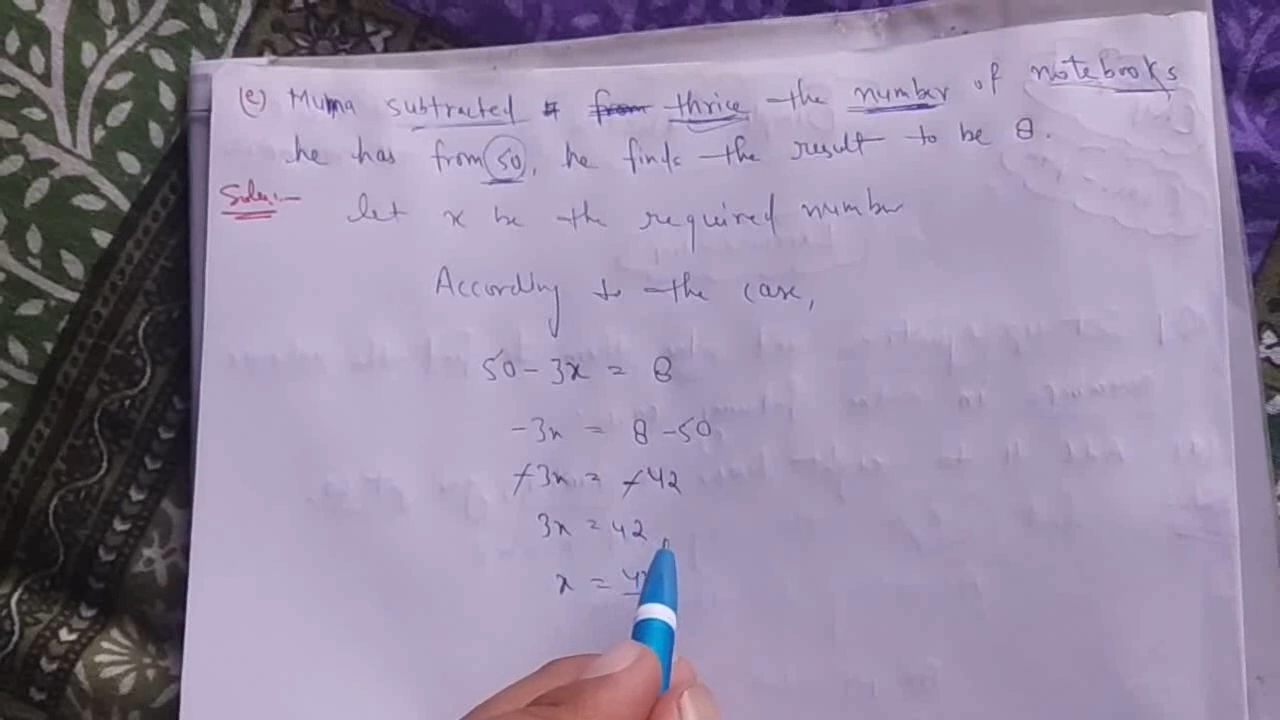 (e) Muna subtracted from thrice the number of notebooks
he has from 50, he finds the result to be 8.
Soln:-
let x be the required number
According to the case,
50 - 3x = 8
-3x = 8 - 50
-3x = -42
3x = 42
x = 42